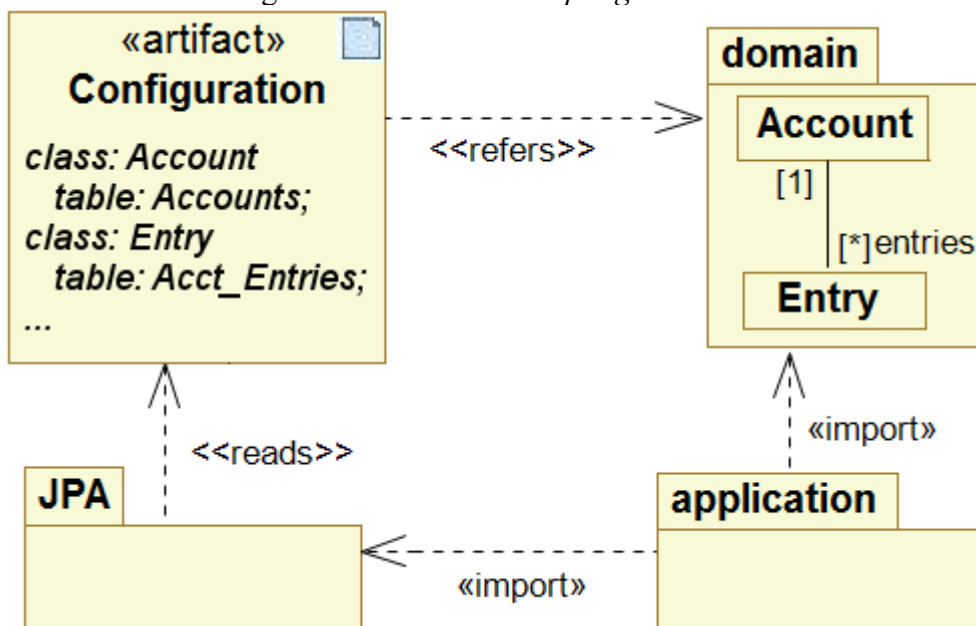 «artifact»
Configuration
class: Account
table: Accounts;
class: Entry
table: Acct_Entries;
...
<<refers>>
domain
Account
[1]
[*] entries
Entry
<<reads>>
«import»
JPA
application
«import»